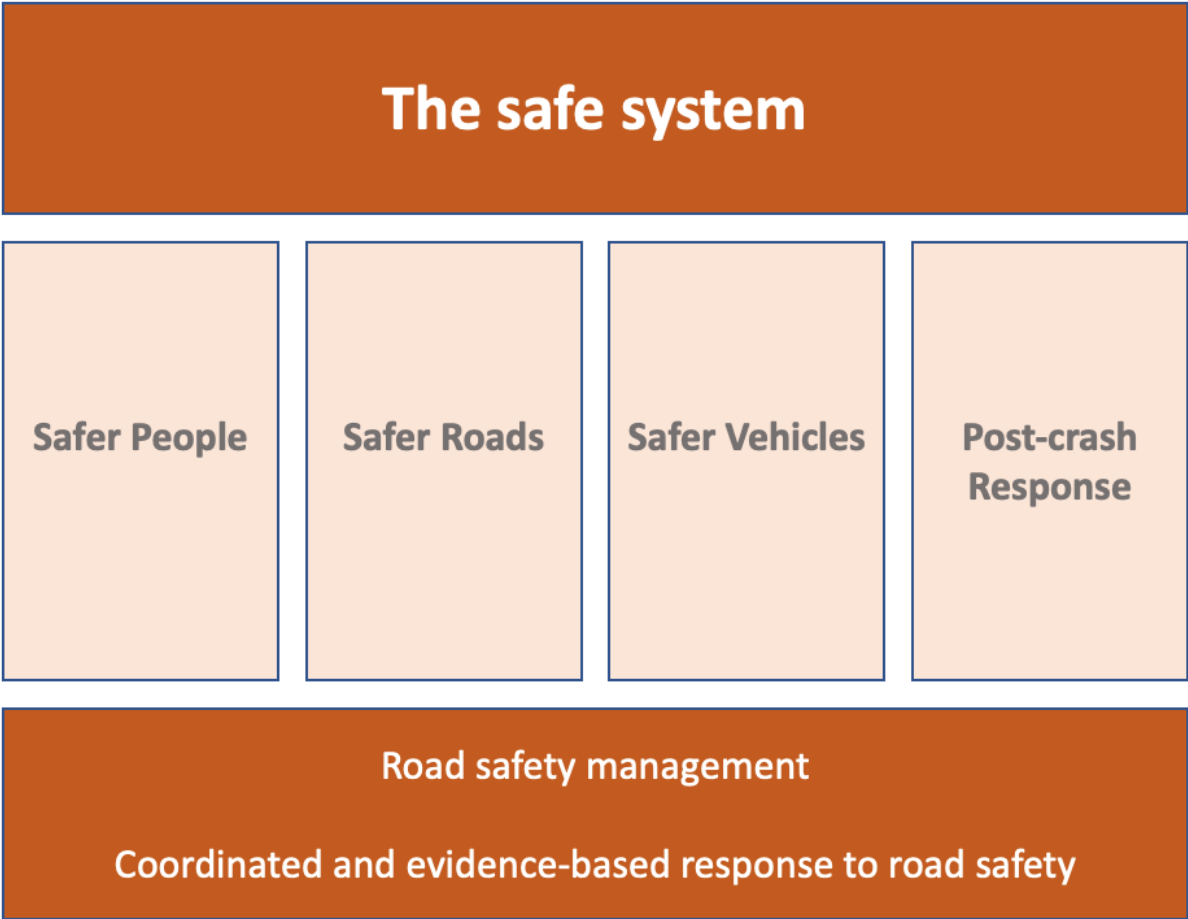 The safe system
Safer People
Safer Roads
Safer Vehicles
Post-crash
Response
Road safety management
Coordinated and evidence-based response to road safety